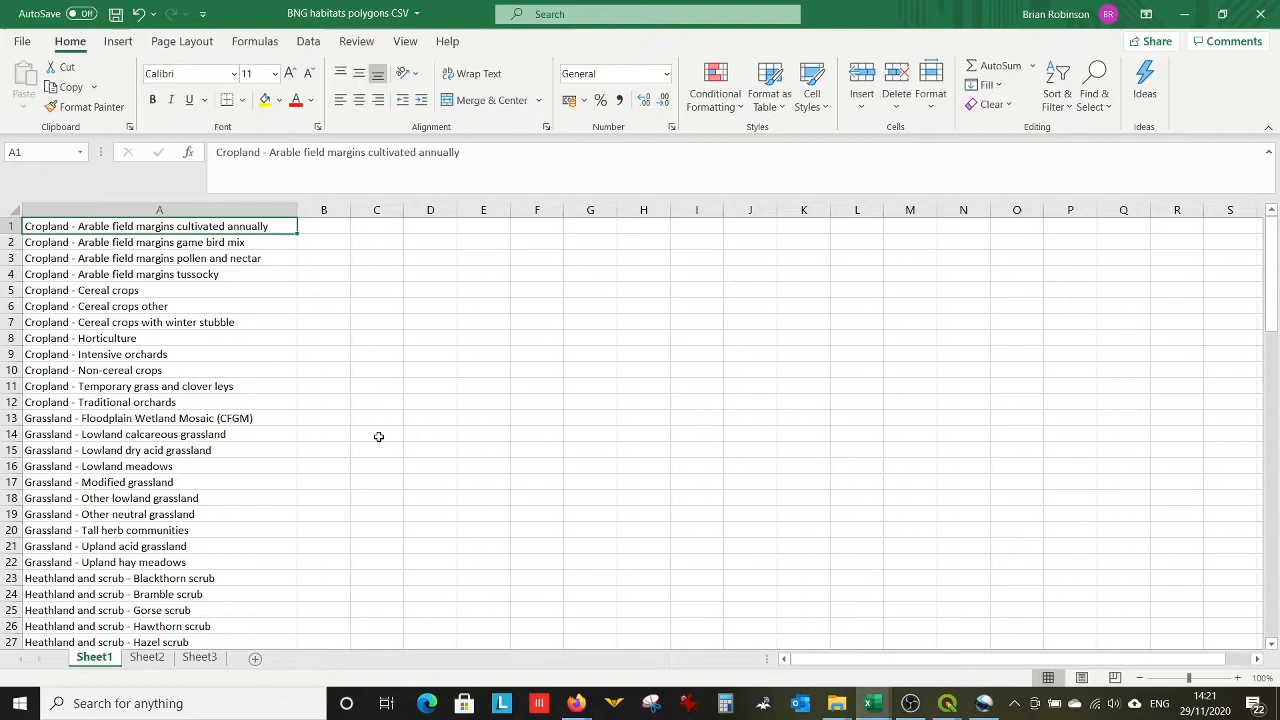 AutoSave Off BNG habitats polygons CSV Search Brian Robinson BR
File Home Insert Page Layout Formulas Data Review View Help Share Comments
Paste Cut Copy Format Painter Clipboard
Calibri 11 B I U A Font
Wrap Text Merge & Center Alignment
General % Number
Conditional Formatting Format as Table Cell Styles Styles
Insert Delete Format Cells
AutoSum Fill Clear Sort & Filter Find & Select Editing
Ideas Ideas
A1 fx Cropland - Arable field margins cultivated annually
A B C D E F G H I J K L M N O P Q R S
1 Cropland - Arable field margins cultivated annually
2 Cropland - Arable field margins game bird mix
3 Cropland - Arable field margins pollen and nectar
4 Cropland - Arable field margins tussocky
5 Cropland - Cereal crops
6 Cropland - Cereal crops other
7 Cropland - Cereal crops with winter stubble
8 Cropland - Horticulture
9 Cropland - Intensive orchards
10 Cropland - Non-cereal crops
11 Cropland - Temporary grass and clover leys
12 Cropland - Traditional orchards
13 Grassland - Floodplain Wetland Mosaic (CFGM)
14 Grassland - Lowland calcareous grassland
15 Grassland - Lowland dry acid grassland
16 Grassland - Lowland meadows
17 Grassland - Modified grassland
18 Grassland - Other lowland grassland
19 Grassland - Other neutral grassland
20 Grassland - Tall herb communities
21 Grassland - Upland acid grassland
22 Grassland - Upland hay meadows
23 Heathland and scrub - Blackthorn scrub
24 Heathland and scrub - Bramble scrub
25 Heathland and scrub - Gorse scrub
26 Heathland and scrub - Hawthorn scrub
27 Heathland and scrub - Hazel scrub
Sheet1 Sheet2 Sheet3
100%
Search for anything
14:21
29/11/2020